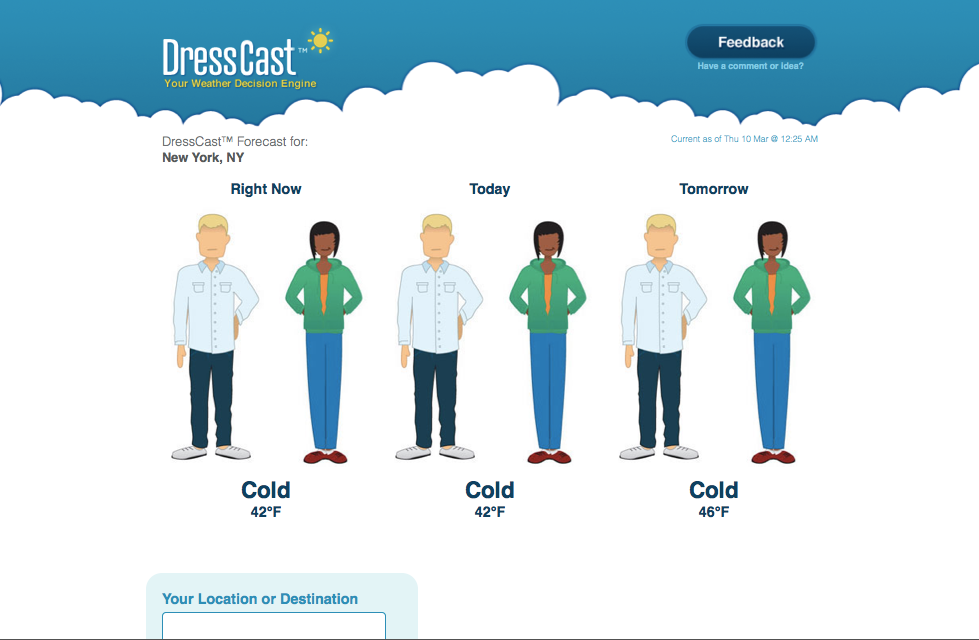 DressCast™
Your Weather Decision Engine
Feedback
Have a comment or Idea?
DressCast™ Forecast for:
New York, NY
Current as of Thu 10 Mar @ 12:25 AM
Right Now
Today
Tomorrow
Cold
42°F
Cold
42°F
Cold
46°F
Your Location or Destination